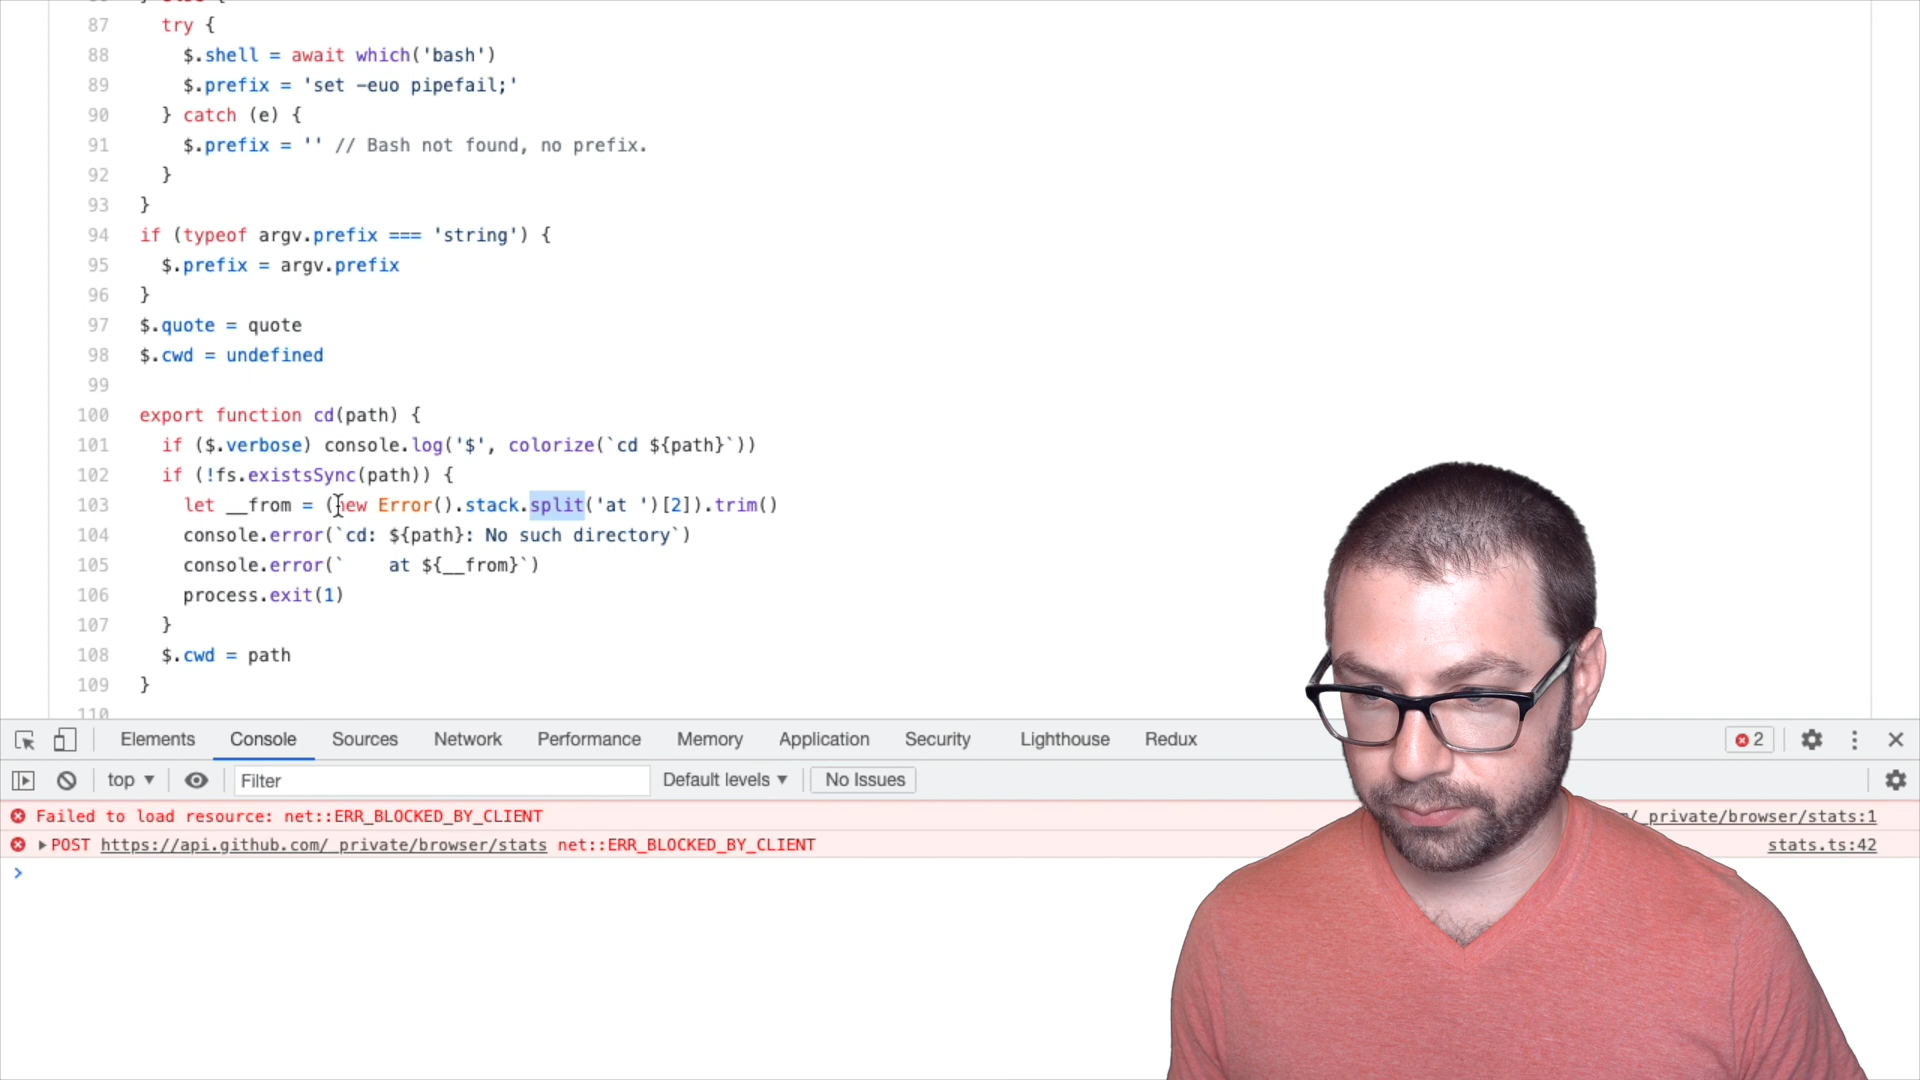 87 try {
88 $.shell = await which('bash')
89 $.prefix = 'set -euo pipefail;'
90 } catch (e) {
91 $.prefix = '' // Bash not found, no prefix.
92 }
93 }
94 if (typeof argv.prefix === 'string') {
95 $.prefix = argv.prefix
96 }
97 $.quote = quote
98 $.cwd = undefined
99
100 export function cd(path) {
101 if ($.verbose) console.log('$', colorize(`cd ${path}`))
102 if (!fs.existsSync(path)) {
103 let __from = (new Error().stack.split('at ')[2]).trim()
104 console.error(`cd: ${path}: No such directory`)
105 console.error(`    at ${__from}`)
106 process.exit(1)
107 }
108 $.cwd = path
109 }
110
Elements Console Sources Network Performance Memory Application Security Lighthouse Redux 2
top Filter Default levels No Issues
Failed to load resource: net::ERR_BLOCKED_BY_CLIENT /_private/browser/stats:1
POST https://api.github.com/_private/browser/stats net::ERR_BLOCKED_BY_CLIENT stats.ts:42